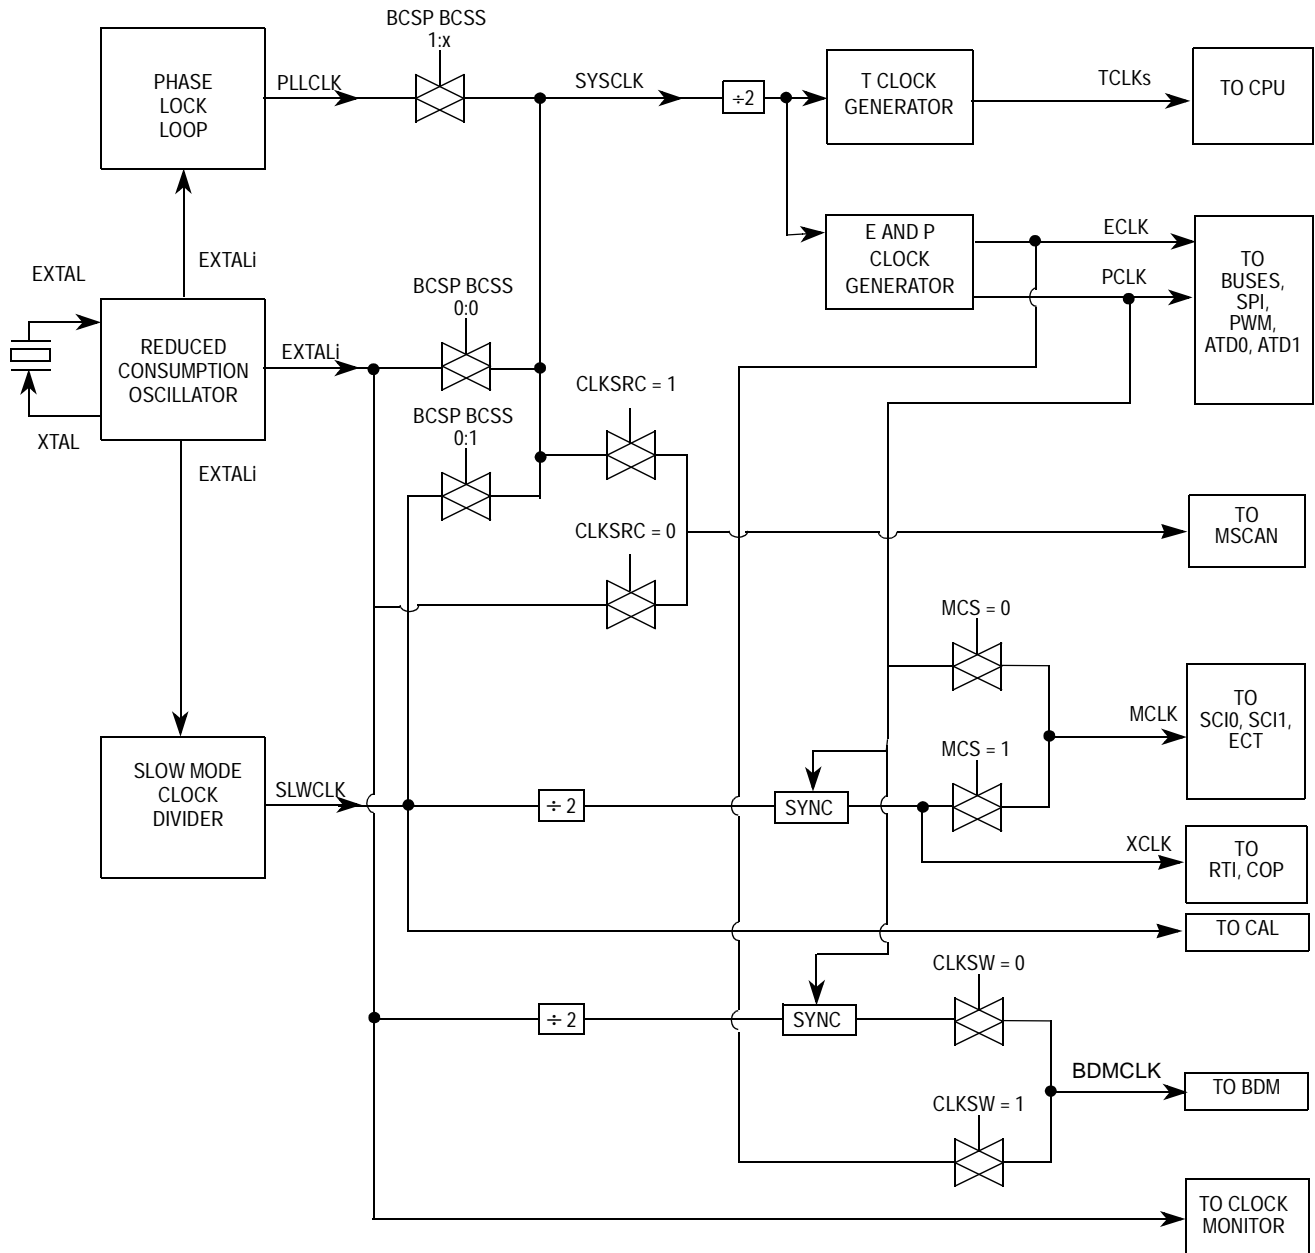 BCSP BCSS
1:x
PHASE
LOCK
LOOP
PLLCLK
SYSCLK
÷2
T CLOCK
GENERATOR
TCLKs
TO CPU
E AND P
CLOCK
GENERATOR
ECLK
PCLK
TO
BUSES,
SPI,
PWM,
ATD0, ATD1
EXTALi
EXTAL
BCSP BCSS
0:0
REDUCED
CONSUMPTION
OSCILLATOR
EXTALi
CLKSRC = 1
BCSP BCSS
0:1
XTAL
EXTALi
CLKSRC = 0
TO
MSCAN
MCS = 0
TO
SCI0, SCI1,
ECT
MCLK
MCS = 1
SLOW MODE
CLOCK
DIVIDER
SLWCLK
÷ 2
SYNC
XCLK
TO
RTI, COP
TO CAL
CLKSW = 0
÷ 2
SYNC
BDMCLK
TO BDM
CLKSW = 1
TO CLOCK
MONITOR